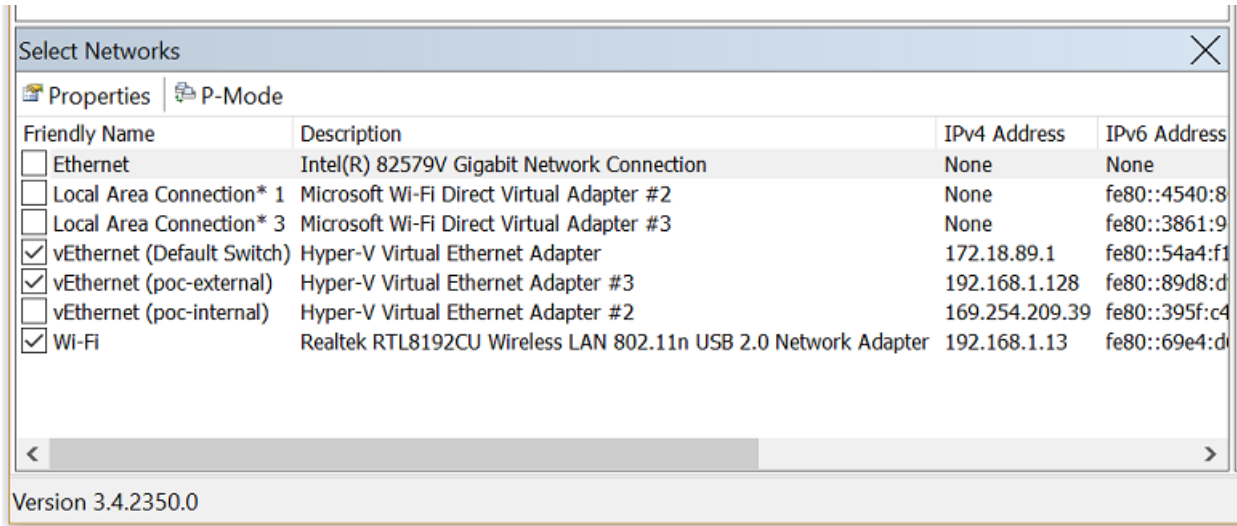 Select Networks
Properties P-Mode
Friendly Name Description IPv4 Address IPv6 Address
Ethernet Intel(R) 82579V Gigabit Network Connection None None
Local Area Connection* 1 Microsoft Wi-Fi Direct Virtual Adapter #2 None fe80::4540:8
Local Area Connection* 3 Microsoft Wi-Fi Direct Virtual Adapter #3 None fe80::3861:9
vEthernet (Default Switch) Hyper-V Virtual Ethernet Adapter 172.18.89.1 fe80::54a4:f1
vEthernet (poc-external) Hyper-V Virtual Ethernet Adapter #3 192.168.1.128 fe80::89d8:d
vEthernet (poc-internal) Hyper-V Virtual Ethernet Adapter #2 169.254.209.39 fe80::395f:c4
Wi-Fi Realtek RTL8192CU Wireless LAN 802.11n USB 2.0 Network Adapter 192.168.1.13 fe80::69e4:d
Version 3.4.2350.0